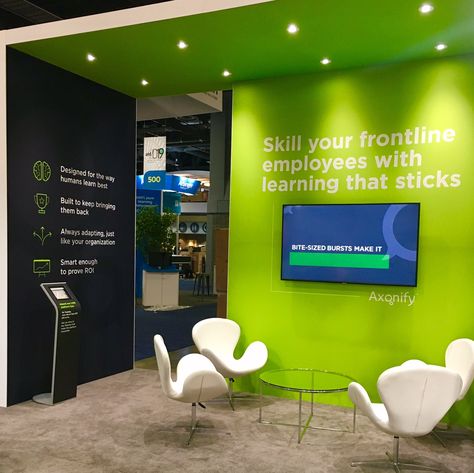 Designed for the way
humans learn best
Built to keep bringing
them back
Always adapting, just
like your organization
Smart enough
to prove ROI
500
Skill your frontline
employees with
learning that sticks
BITE-SIZED BURSTS MAKE IT
Axonify